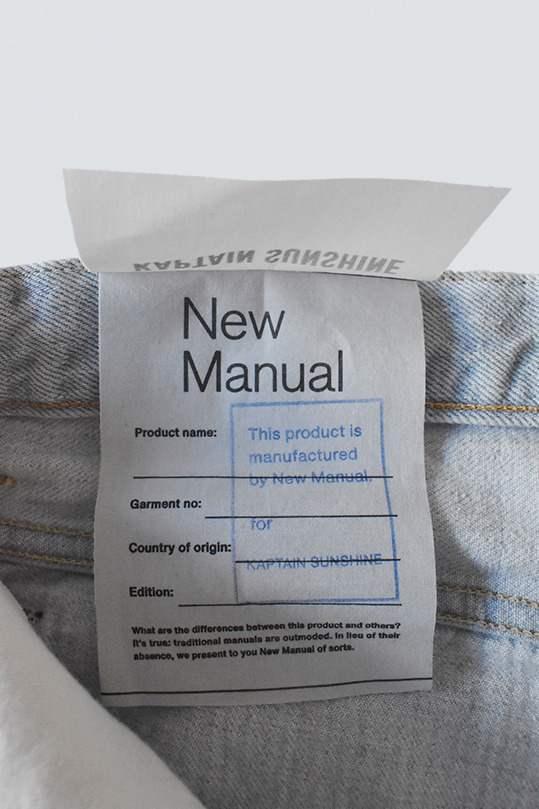 KAPTAIN SUNSHINE
New
Manual
Product name:
This product is
manufactured
by New Manual.
Garment no:
for
Country of origin:
KAPTAIN SUNSHINE
Edition:
What are the differences between this product and others?
It's true; traditional manuals are outmoded. In lieu of their
absence, we present to you New Manual of sorts.